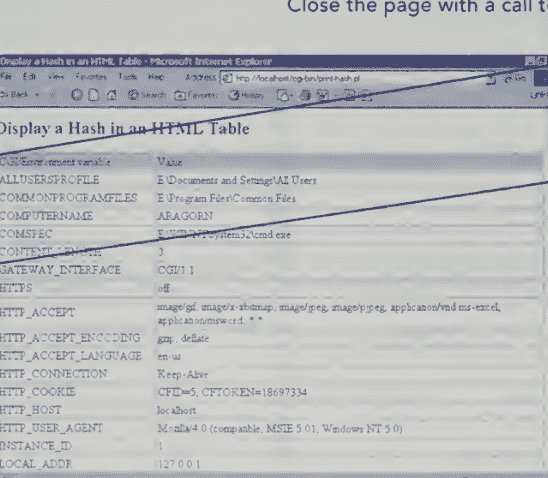 Close the page with a call to
Display a Hash in an HTML Table - Microsoft Internet Explorer
File Edit View Favorites Tools Help Address http://localhost/cgi-bin/print-hash.pl Go
Back Search Favorites History
Display a Hash in an HTML Table
CGI/Environment variable Value
ALLUSERSPROFILE E:\Documents and Settings\All Users
COMMONPROGRAMFILES E:\Program Files\Common Files
COMPUTERNAME ARAGORN
COMSPEC E:\WINNT\system32\cmd.exe
CONTENT_LENGTH 3
GATEWAY_INTERFACE CGI/1.1
HTTPS off
HTTP_ACCEPT image/gif, image/x-xbitmap, image/jpeg, image/pjpeg, application/vnd.ms-excel,
application/msword, *.*
HTTP_ACCEPT_ENCODING gzip, deflate
HTTP_ACCEPT_LANGUAGE en-us
HTTP_CONNECTION Keep-Alive
HTTP_COOKIE CFID=5, CFTOKEN=18697334
HTTP_HOST localhost
HTTP_USER_AGENT Mozilla/4.0 (compatible, MSIE 5.01, Windows NT 5.0)
INSTANCE_ID 1
LOCAL_ADDR 127.0.0.1